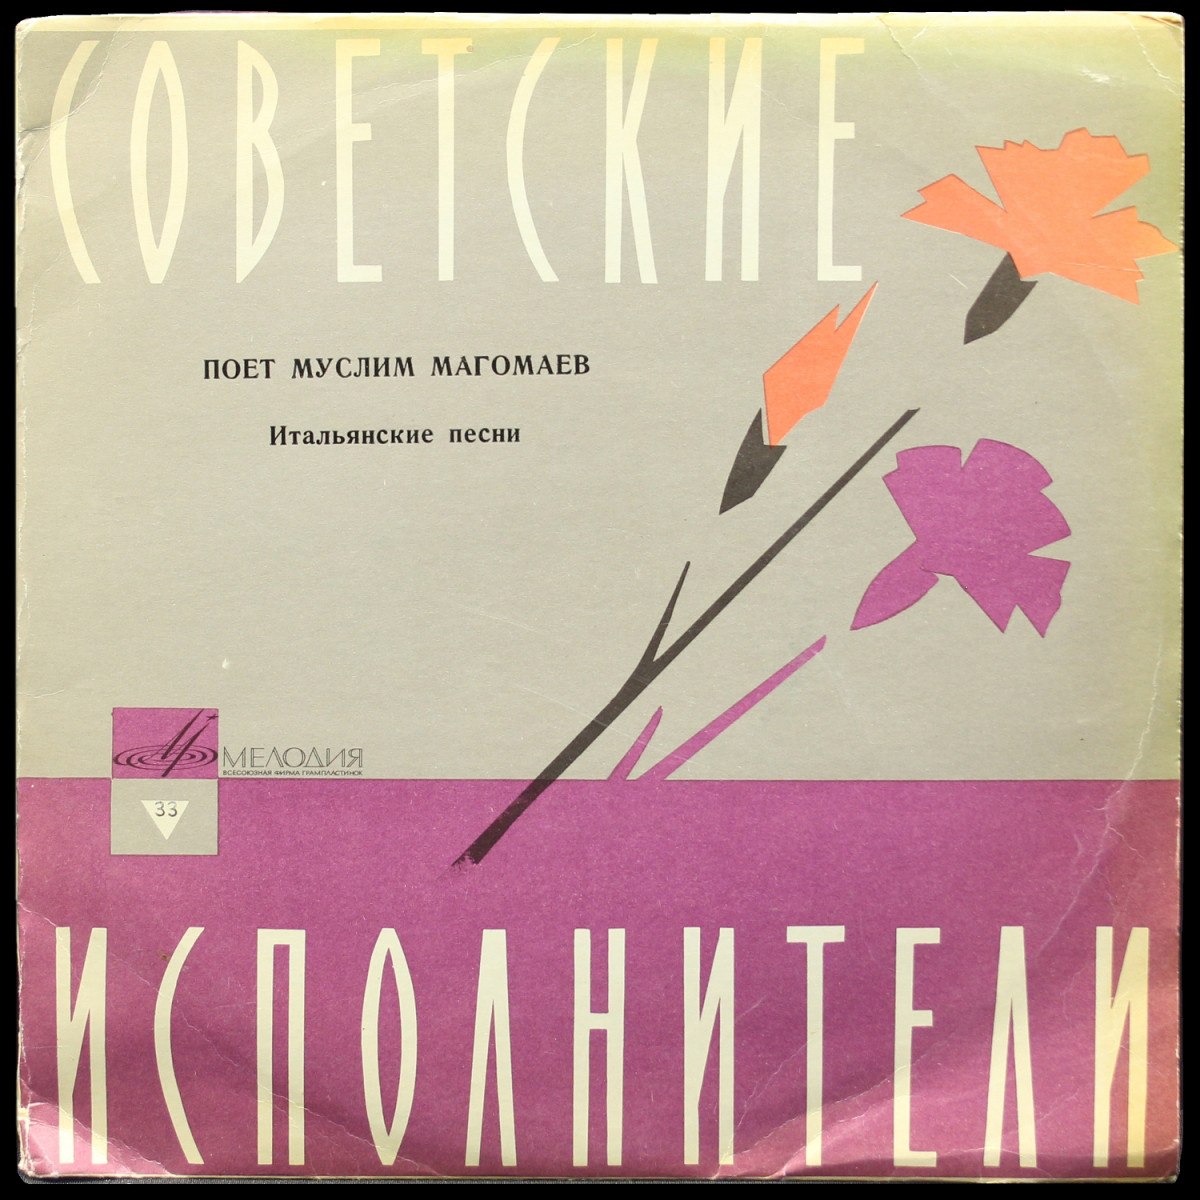 СОВЕТСКИЕ
ПОЕТ МУСЛИМ МАГОМАЕВ
Итальянские песни
МЕЛОДИЯ
ВСЕСОЮЗНАЯ ФИРМА ГРАМПЛАСТИНОК
33
ИСПОЛНИТЕЛИ